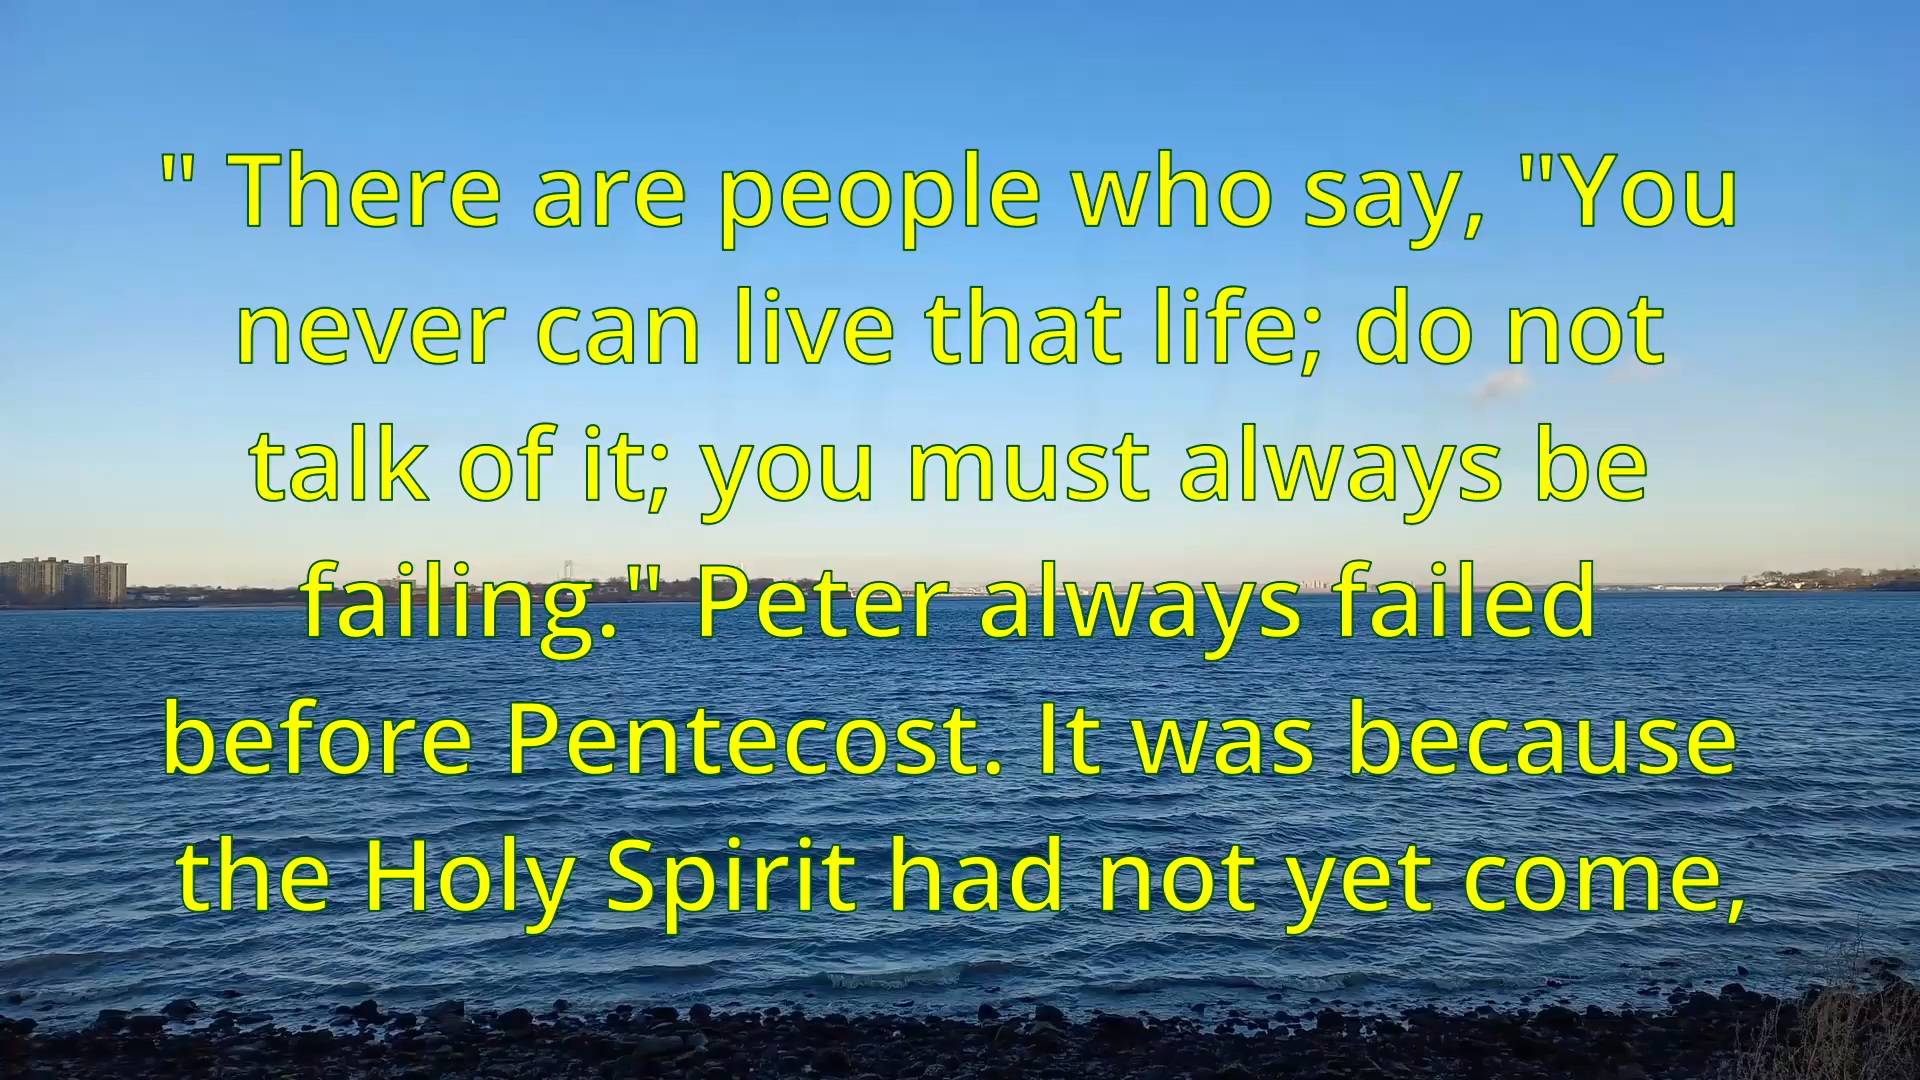 " There are people who say, "You
never can live that life; do not
talk of it; you must always be
failing." Peter always failed
before Pentecost. It was because
the Holy Spirit had not yet come,